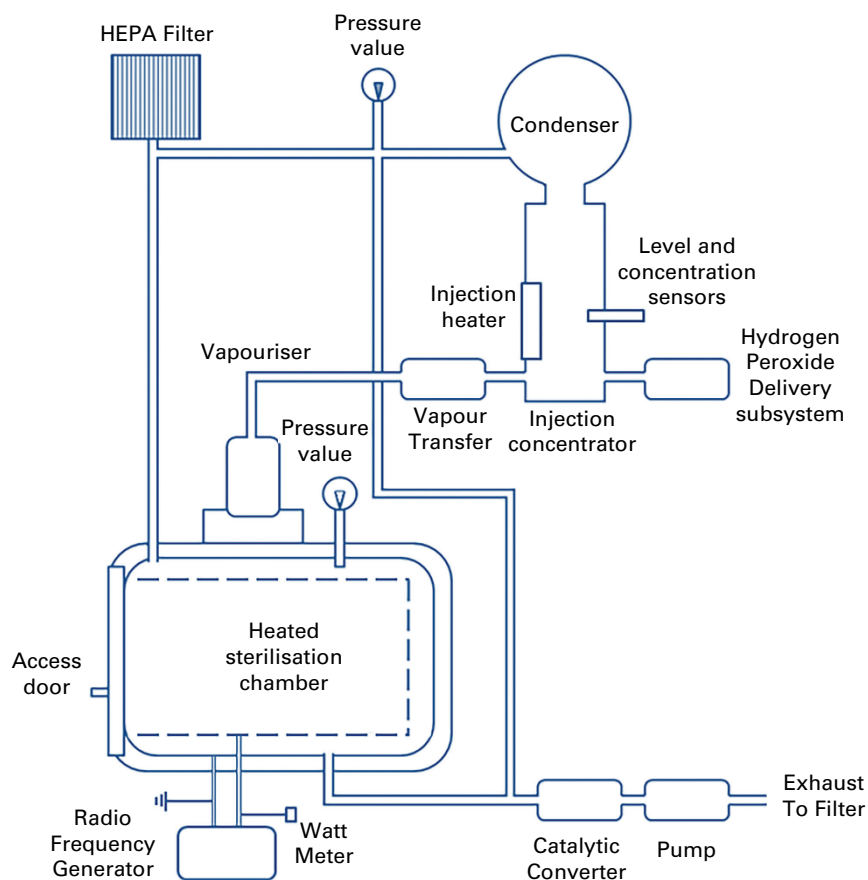 HEPA Filter
Pressure
value
Condenser
Level and
concentration
sensors
Injection
heater
Hydrogen
Peroxide
Delivery
subsystem
Vapouriser
Vapour
Transfer
Injection
concentrator
Pressure
value
Heated
sterilisation
chamber
Access
door
Radio
Frequency
Generator
Watt
Meter
Catalytic
Converter
Pump
Exhaust
To Filter